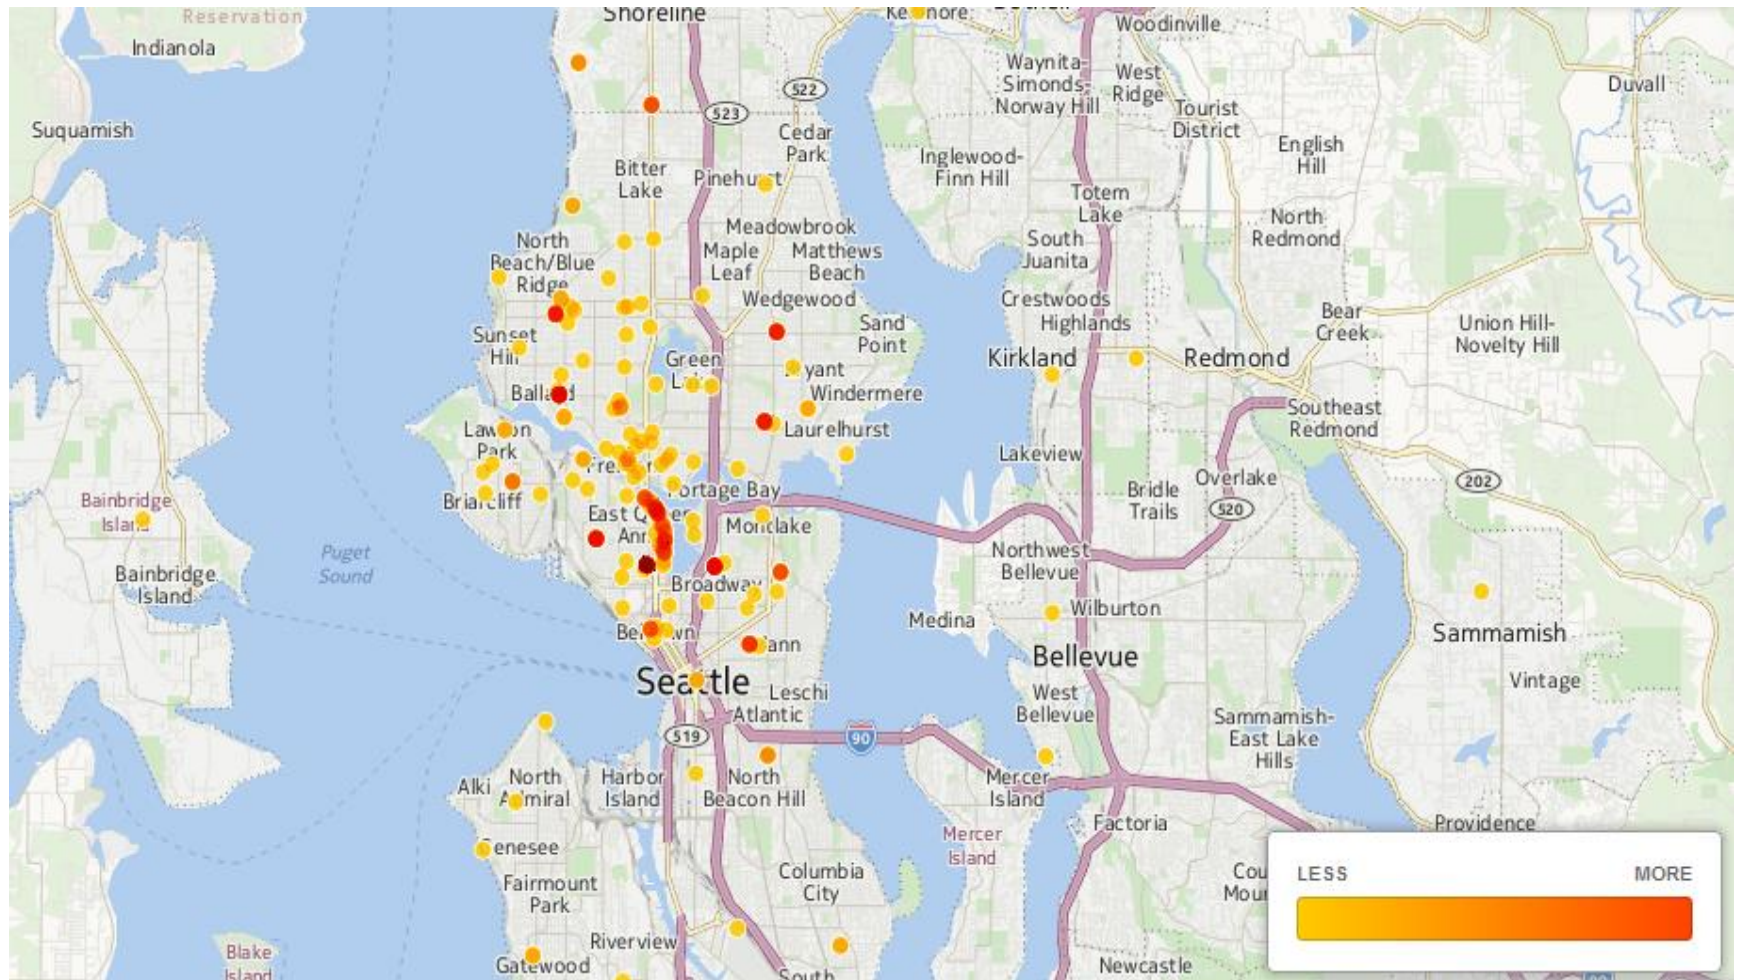 Reservation
Shoreline
Woodinville
Indianola
Waynita-
Simonds-
Norway Hill
West
Ridge
522
Duvall
523
Tourist
District
Suquamish
Cedar
Park
English
Hill
Inglewood-
Finn Hill
Bitter
Lake
Totem
Lake
North
Redmond
Meadowbrook
North
Beach/Blue
Ridge
Maple
Leaf
Matthews
Beach
South
Juanita
Wedgewood
Crestwoods
Highlands
Bear
Creek
Union Hill-
Novelty Hill
Sand
Point
Sunset
Green
Kirkland
Redmond
Windermere
Southeast
Redmond
Laurelhurst
Park
Lakeview
Overlake
202
Bainbridge
Portage Bay
Bridle
Trails
520
East
Puget
Sound
Northwest
Bellevue
Bainbridge
Island
Broadway
Medina
Wilburton
Sammamish
Bellevue
Seattle
Leschi
Vintage
West
Bellevue
Atlantic
Sammamish-
East Lake
Hills
519
90
Alki
North
Harbor
Island
North
Beacon Hill
Mercer
Island
Factoria
Providence
Mercer
Island
Genesee
Columbia
City
LESS
MORE
Fairmount
Park
Riverview
Blake
Island
Gatewood
South
Newcastle